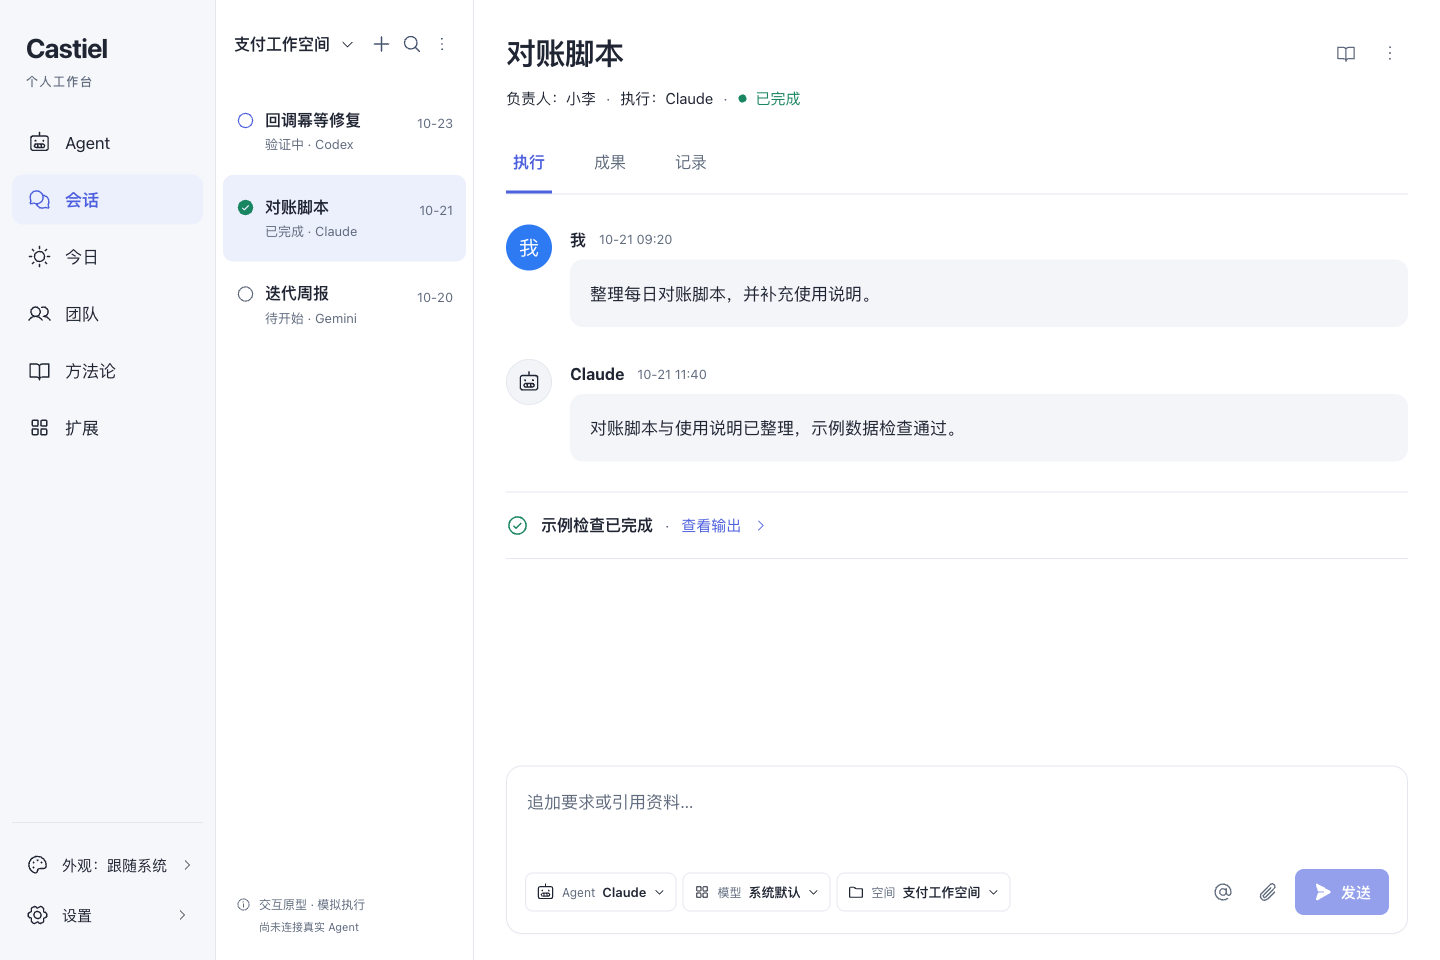 Castiel
个人工作台
Agent
会话
今日
团队
方法论
扩展
外观：跟随系统
设置
支付工作空间
回调幂等修复
10-23
验证中 · Codex
对账脚本
10-21
已完成 · Claude
迭代周报
10-20
待开始 · Gemini
交互原型 · 模拟执行
尚未连接真实 Agent
对账脚本
负责人：小李 · 执行：Claude · 已完成
执行 成果 记录
我
我 10-21 09:20
整理每日对账脚本，并补充使用说明。
Claude 10-21 11:40
对账脚本与使用说明已整理，示例数据检查通过。
示例检查已完成 · 查看输出
追加要求或引用资料...
Agent Claude 模型 系统默认 空间 支付工作空间 发送